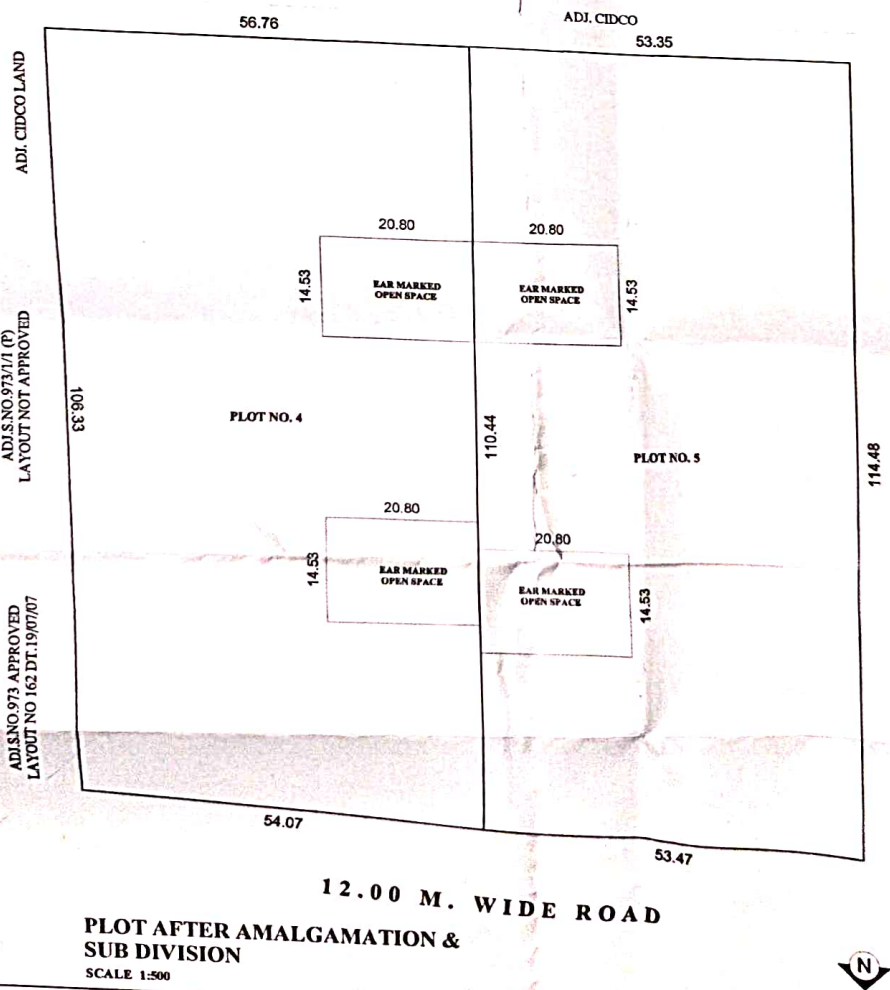 56.76
ADJ. CIDCO
53.35
ADJ. CIDCO LAND
20.80
20.80
14.53
EAR MARKED
OPEN SPACE
EAR MARKED
OPEN SPACE
14.53
ADJ.S.NO.973/1/1 (P)
LAYOUT NOT APPROVED
106.33
PLOT NO. 4
110.44
PLOT NO. 5
114.48
20.80
20.80
14.53
EAR MARKED
OPEN SPACE
EAR MARKED
OPEN SPACE
14.53
ADJ.S.NO.973 APPROVED
LAYOUT NO 162 DT.19/07/07
54.07
53.47
12.00 M. WIDE ROAD
PLOT AFTER AMALGAMATION &
SUB DIVISION
SCALE 1:500
N